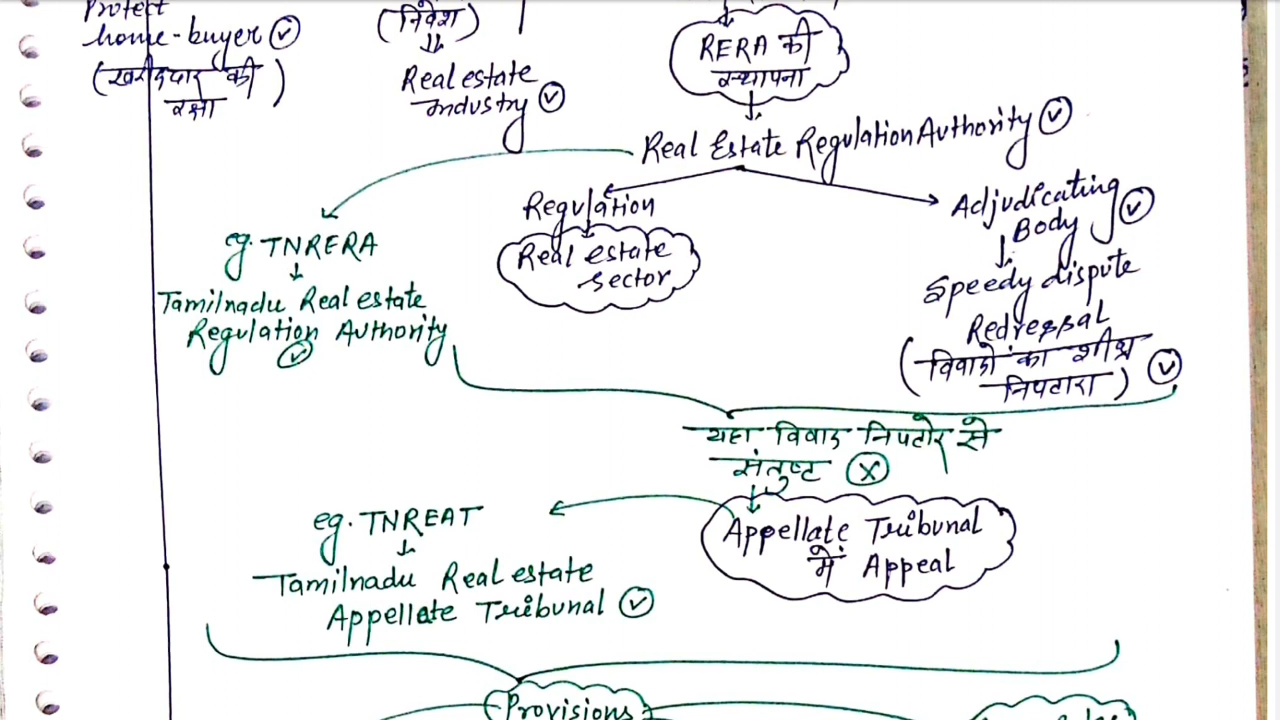 Protect
home-buyer
(खरीददार की
रक्षा)
(निवेश)
Real estate
Industry
RERA की
स्थापना
Real Estate Regulation Authority
Regulation
Real estate
sector
Adjudicating
Body
Speedy dispute
Redressal
(विवादों का शीघ्र
निपटारा)
eg. TNRERA
Tamilnadu Real estate
Regulation Authority
यहा विवाद निपटारे से
संतुष्ट
Appellate Tribunal
में Appeal
eg. TNREAT
Tamilnadu Real estate
Appellate Tribunal
Provisions